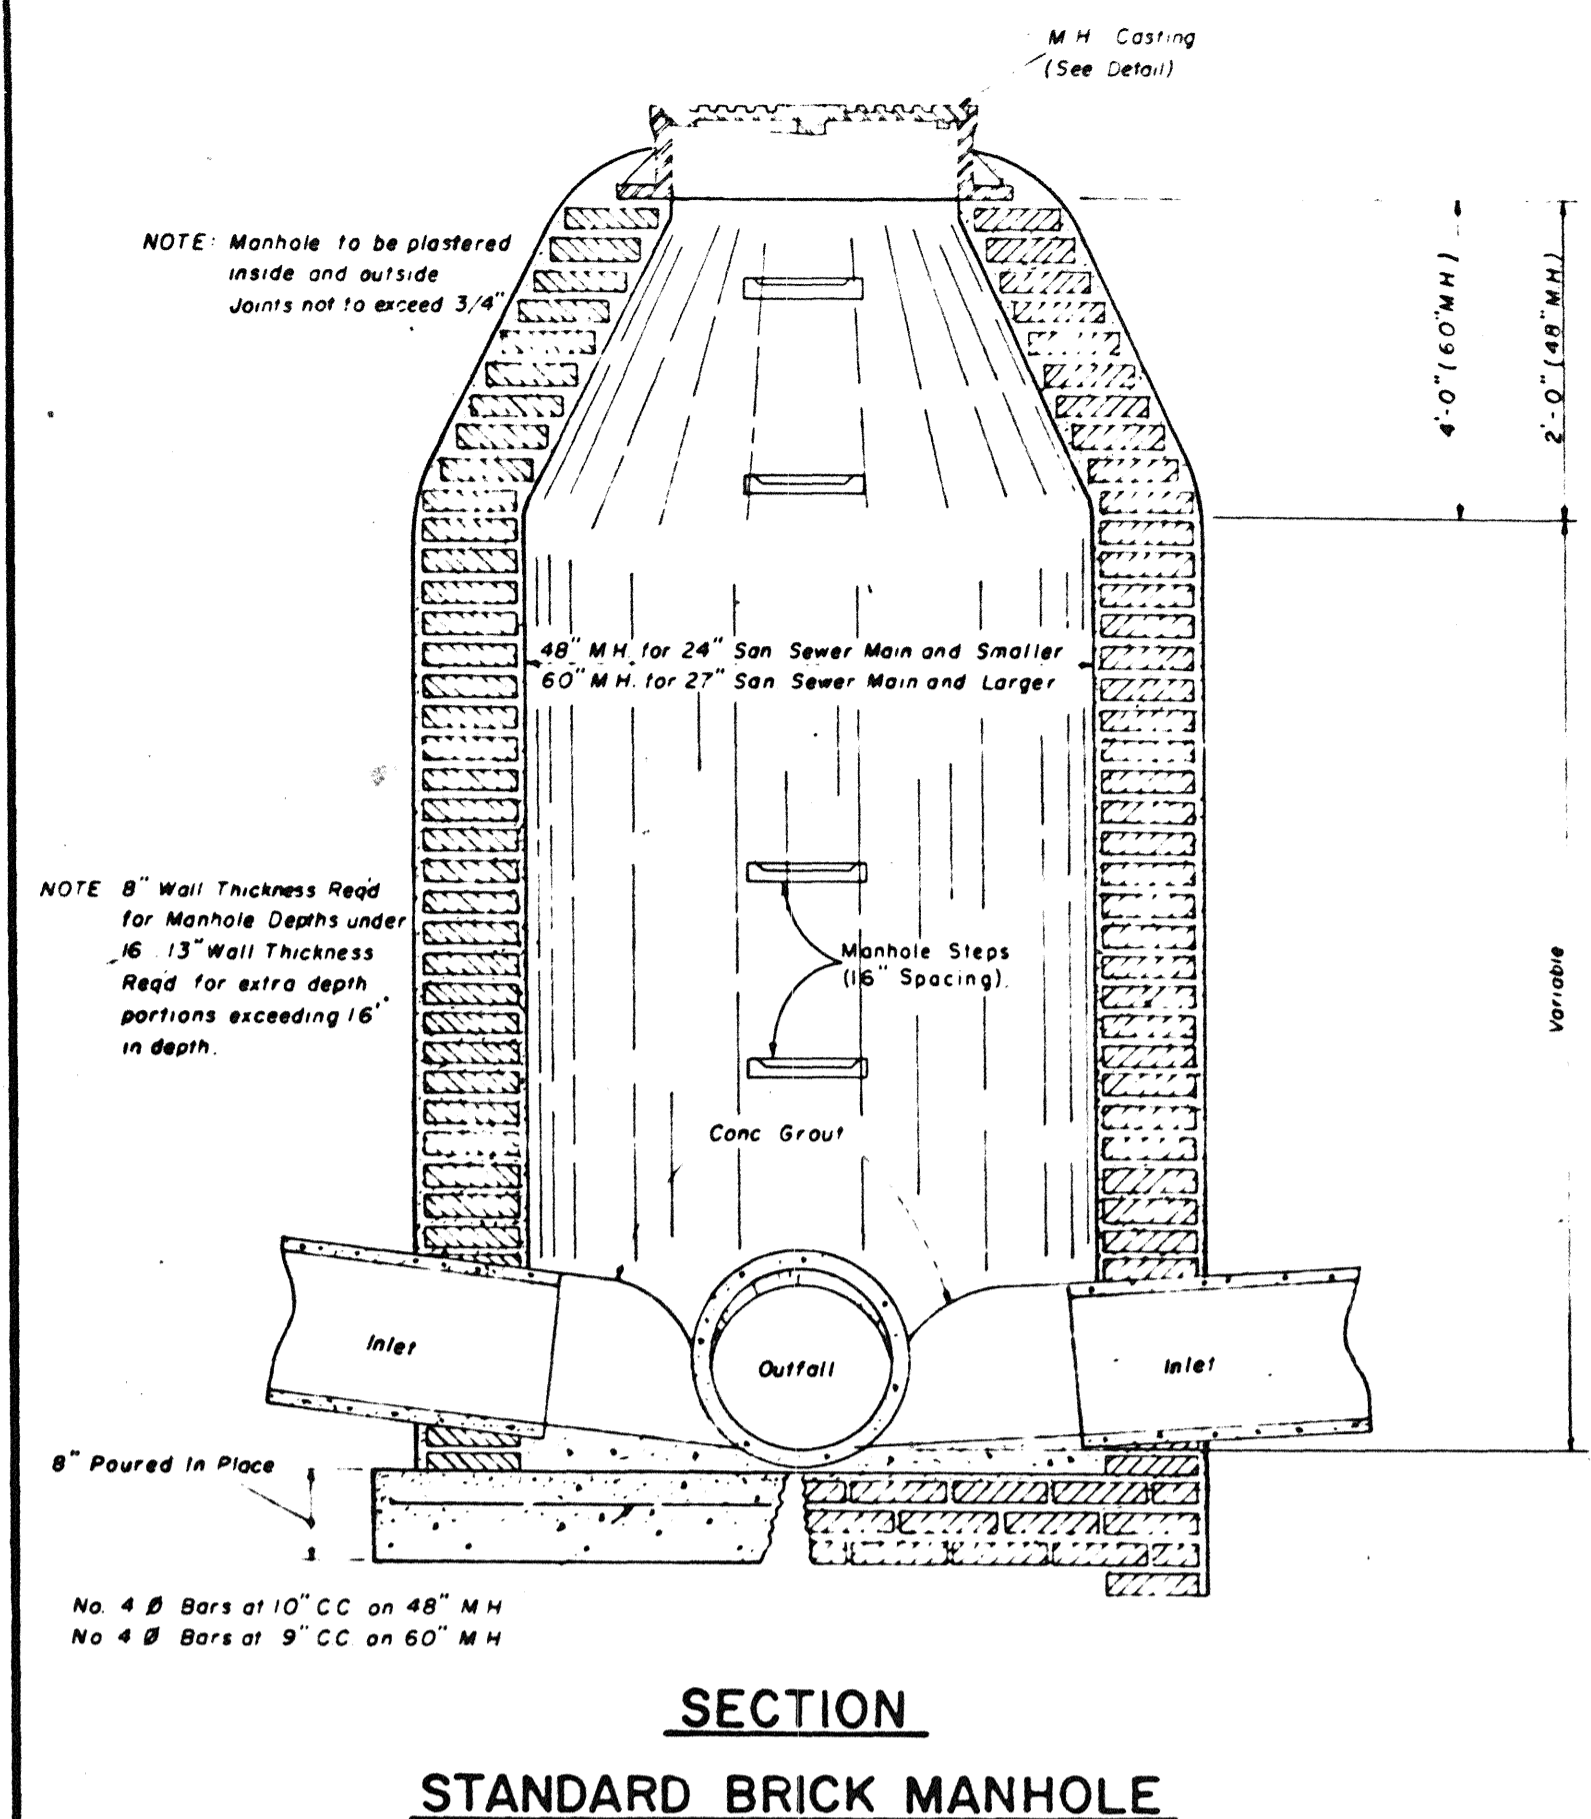 M H Casting
(See Detail)
NOTE: Manhole to be plastered
inside and outside
Joints not to exceed 3/4"
4'-0" (60" MH)
2'-0" (48" MH)
48" M H. for 24" San Sewer Main and Smaller
60" M H. for 27" San Sewer Main and Larger
NOTE 8" Wall Thickness Req'd
for Manhole Depths under
16 . 13" Wall Thickness
Req'd for extra depth
portions exceeding 16'
in depth.
Manhole Steps
(16" Spacing).
Variable
Conc Grout
Inlet
Outfall
Inlet
8" Poured In Place
No. 4 Ø Bars at 10" C C on 48" M H
No 4 Ø Bars at 9" C.C. on 60" M H
SECTION
STANDARD BRICK MANHOLE